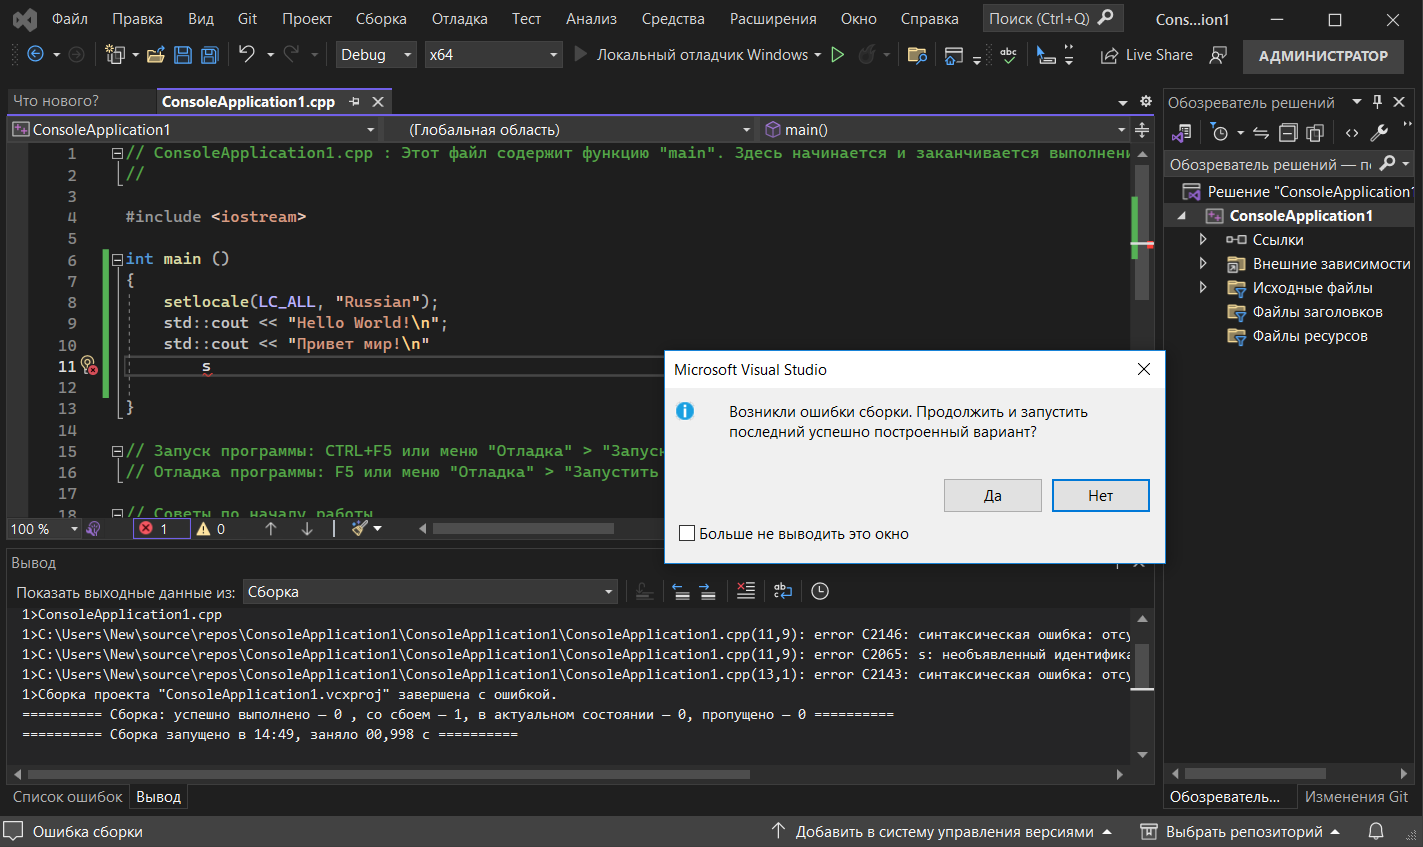 Файл Правка Вид Git Проект Сборка Отладка Тест Анализ Средства Расширения Окно Справка Поиск (Ctrl+Q) Cons...ion1
Debug x64 Локальный отладчик Windows abc Live Share АДМИНИСТРАТОР
Что нового? ConsoleApplication1.cpp
ConsoleApplication1 (Глобальная область) main()
1 // ConsoleApplication1.cpp : Этот файл содержит функцию "main". Здесь начинается и заканчивается выполнени
2 //
3
4 #include <iostream>
5
6 int main ()
7 {
8 setlocale(LC_ALL, "Russian");
9 std::cout << "Hello World!\n";
10 std::cout << "Привет мир!\n"
11 s
12
13 }
14
15 // Запуск программы: CTRL+F5 или меню "Отладка" > "Запуск
16 // Отладка программы: F5 или меню "Отладка" > "Запустить
17
18 // Советы по началу работы
100 % 1 0
Обозреватель решений
Обозреватель решений — п
Решение "ConsoleApplication1
ConsoleApplication1
Ссылки
Внешние зависимости
Исходные файлы
Файлы заголовков
Файлы ресурсов
Microsoft Visual Studio
Возникли ошибки сборки. Продолжить и запустить
последний успешно построенный вариант?
Да Нет
Больше не выводить это окно
Вывод
Показать выходные данные из: Сборка
1>ConsoleApplication1.cpp
1>C:\Users\New\source\repos\ConsoleApplication1\ConsoleApplication1\ConsoleApplication1.cpp(11,9): error C2146: синтаксическая ошибка: отсу
1>C:\Users\New\source\repos\ConsoleApplication1\ConsoleApplication1\ConsoleApplication1.cpp(11,9): error C2065: s: необъявленный идентифика
1>C:\Users\New\source\repos\ConsoleApplication1\ConsoleApplication1\ConsoleApplication1.cpp(13,1): error C2143: синтаксическая ошибка: отсу
1>Сборка проекта "ConsoleApplication1.vcxproj" завершена с ошибкой.
========== Сборка: успешно выполнено — 0 , со сбоем — 1, в актуальном состоянии — 0, пропущено — 0 ==========
========== Сборка запущено в 14:49, заняло 00,998 с ==========
Список ошибок Вывод Обозреватель... Изменения Git
Ошибка сборки Добавить в систему управления версиями Выбрать репозиторий